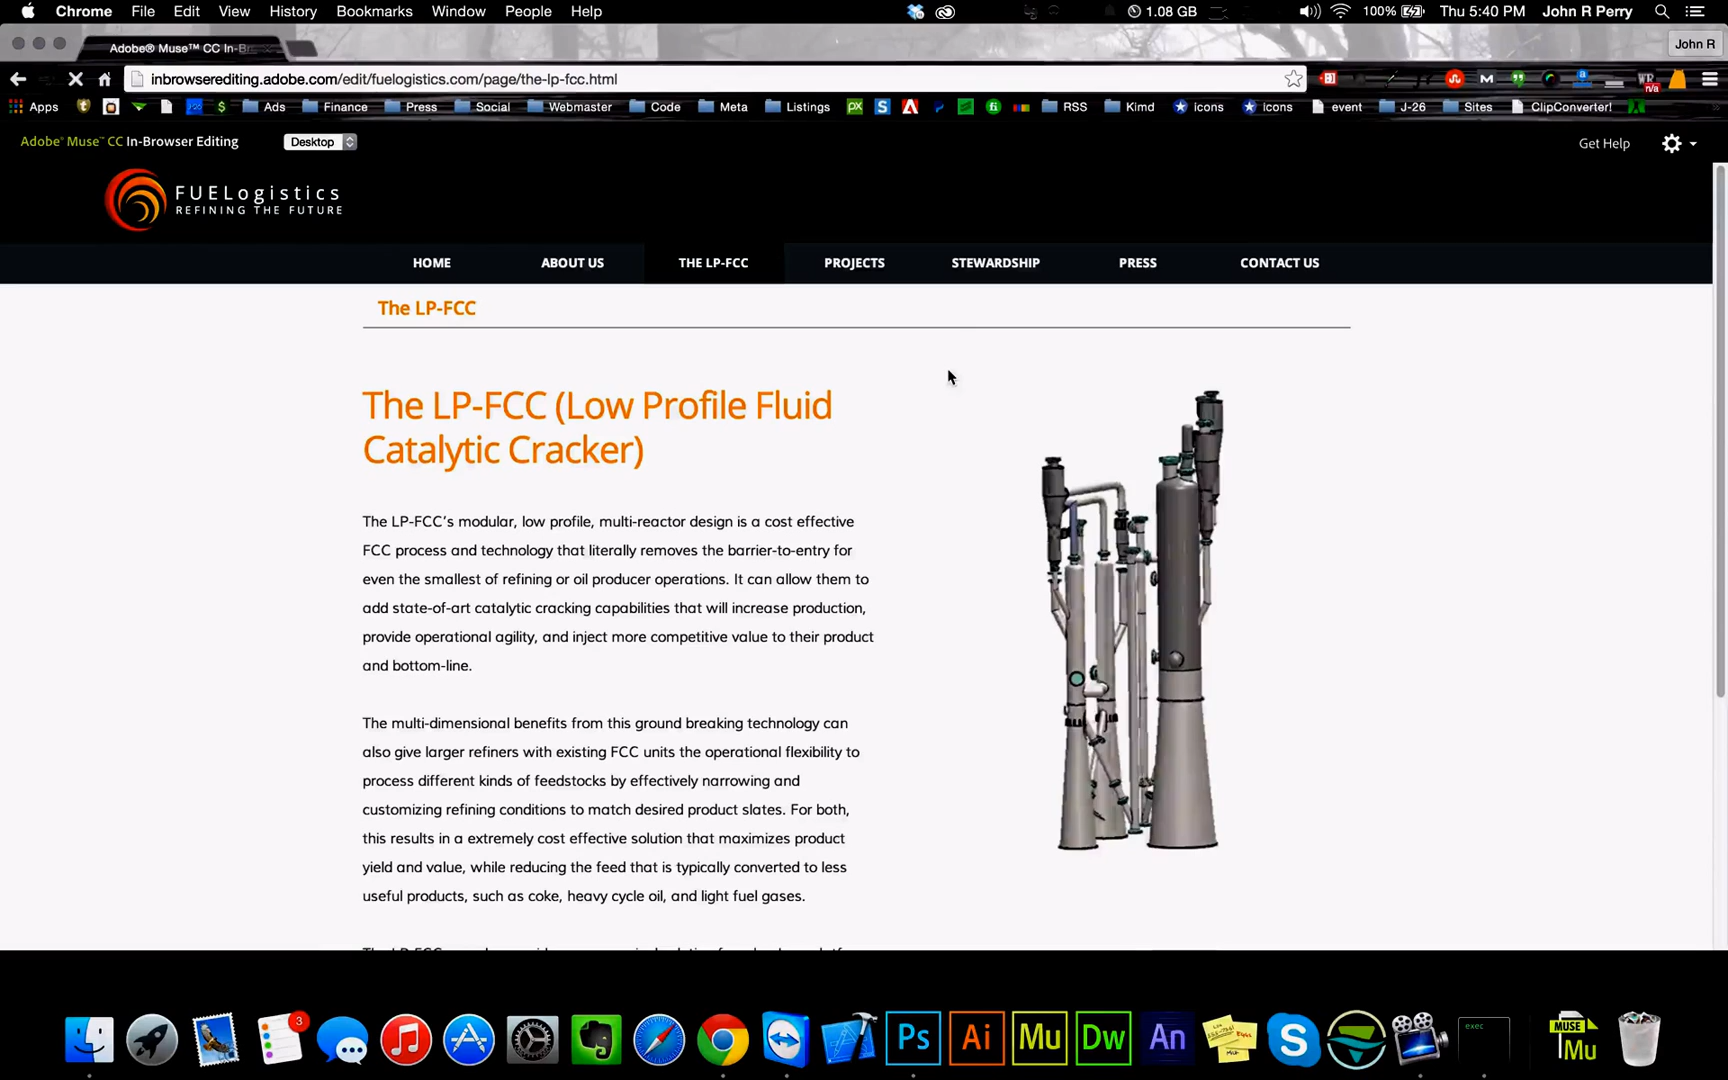 Chrome File Edit View History Bookmarks Window People Help 1.08 GB 100% Thu 5:40 PM John R Perry
Adobe® Muse™ CC In-Br John R
inbrowserediting.adobe.com/edit/fuelogistics.com/page/the-lp-fcc.html
Apps Ads Finance Press Social Webmaster Code Meta Listings RSS Kimd icons icons event J-26 Sites ClipConverter!
Adobe® Muse™ CC In-Browser Editing Desktop Get Help
FUELogistics
REFINING THE FUTURE
HOME ABOUT US THE LP-FCC PROJECTS STEWARDSHIP PRESS CONTACT US
The LP-FCC
The LP-FCC (Low Profile Fluid
Catalytic Cracker)
The LP-FCC's modular, low profile, multi-reactor design is a cost effective
FCC process and technology that literally removes the barrier-to-entry for
even the smallest of refining or oil producer operations. It can allow them to
add state-of-art catalytic cracking capabilities that will increase production,
provide operational agility, and inject more competitive value to their product
and bottom-line.
The multi-dimensional benefits from this ground breaking technology can
also give larger refiners with existing FCC units the operational flexibility to
process different kinds of feedstocks by effectively narrowing and
customizing refining conditions to match desired product slates. For both,
this results in a extremely cost effective solution that maximizes product
yield and value, while reducing the feed that is typically converted to less
useful products, such as coke, heavy cycle oil, and light fuel gases.
3 Ps Ai Mu Dw An exec MUSE Mu